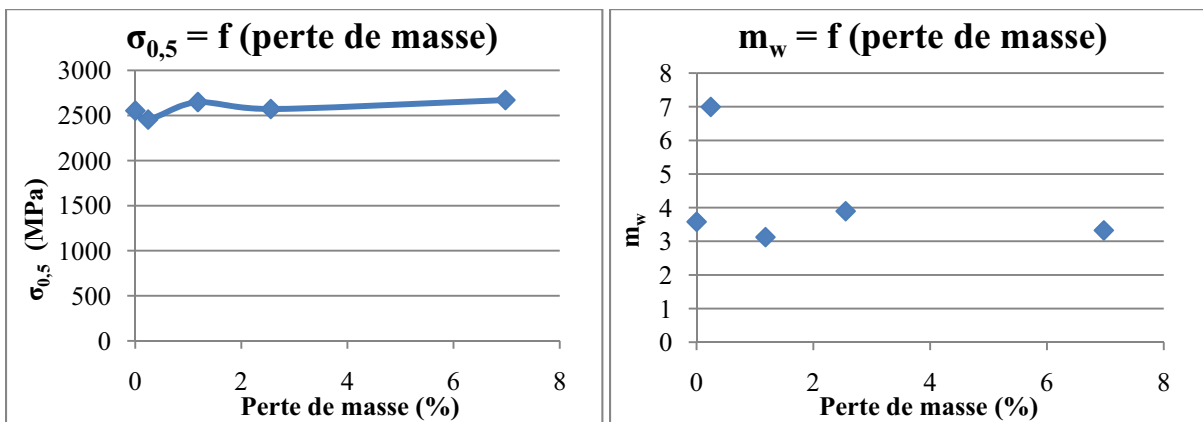 σ0,5 = f (perte de masse)
3000
2500
2000
1500
1000
500
0
σ0,5 (MPa)
0 2 4 6 8
Perte de masse (%)
mw = f (perte de masse)
8
7
6
5
4
3
2
1
0
mw
0 2 4 6 8
Perte de masse (%)